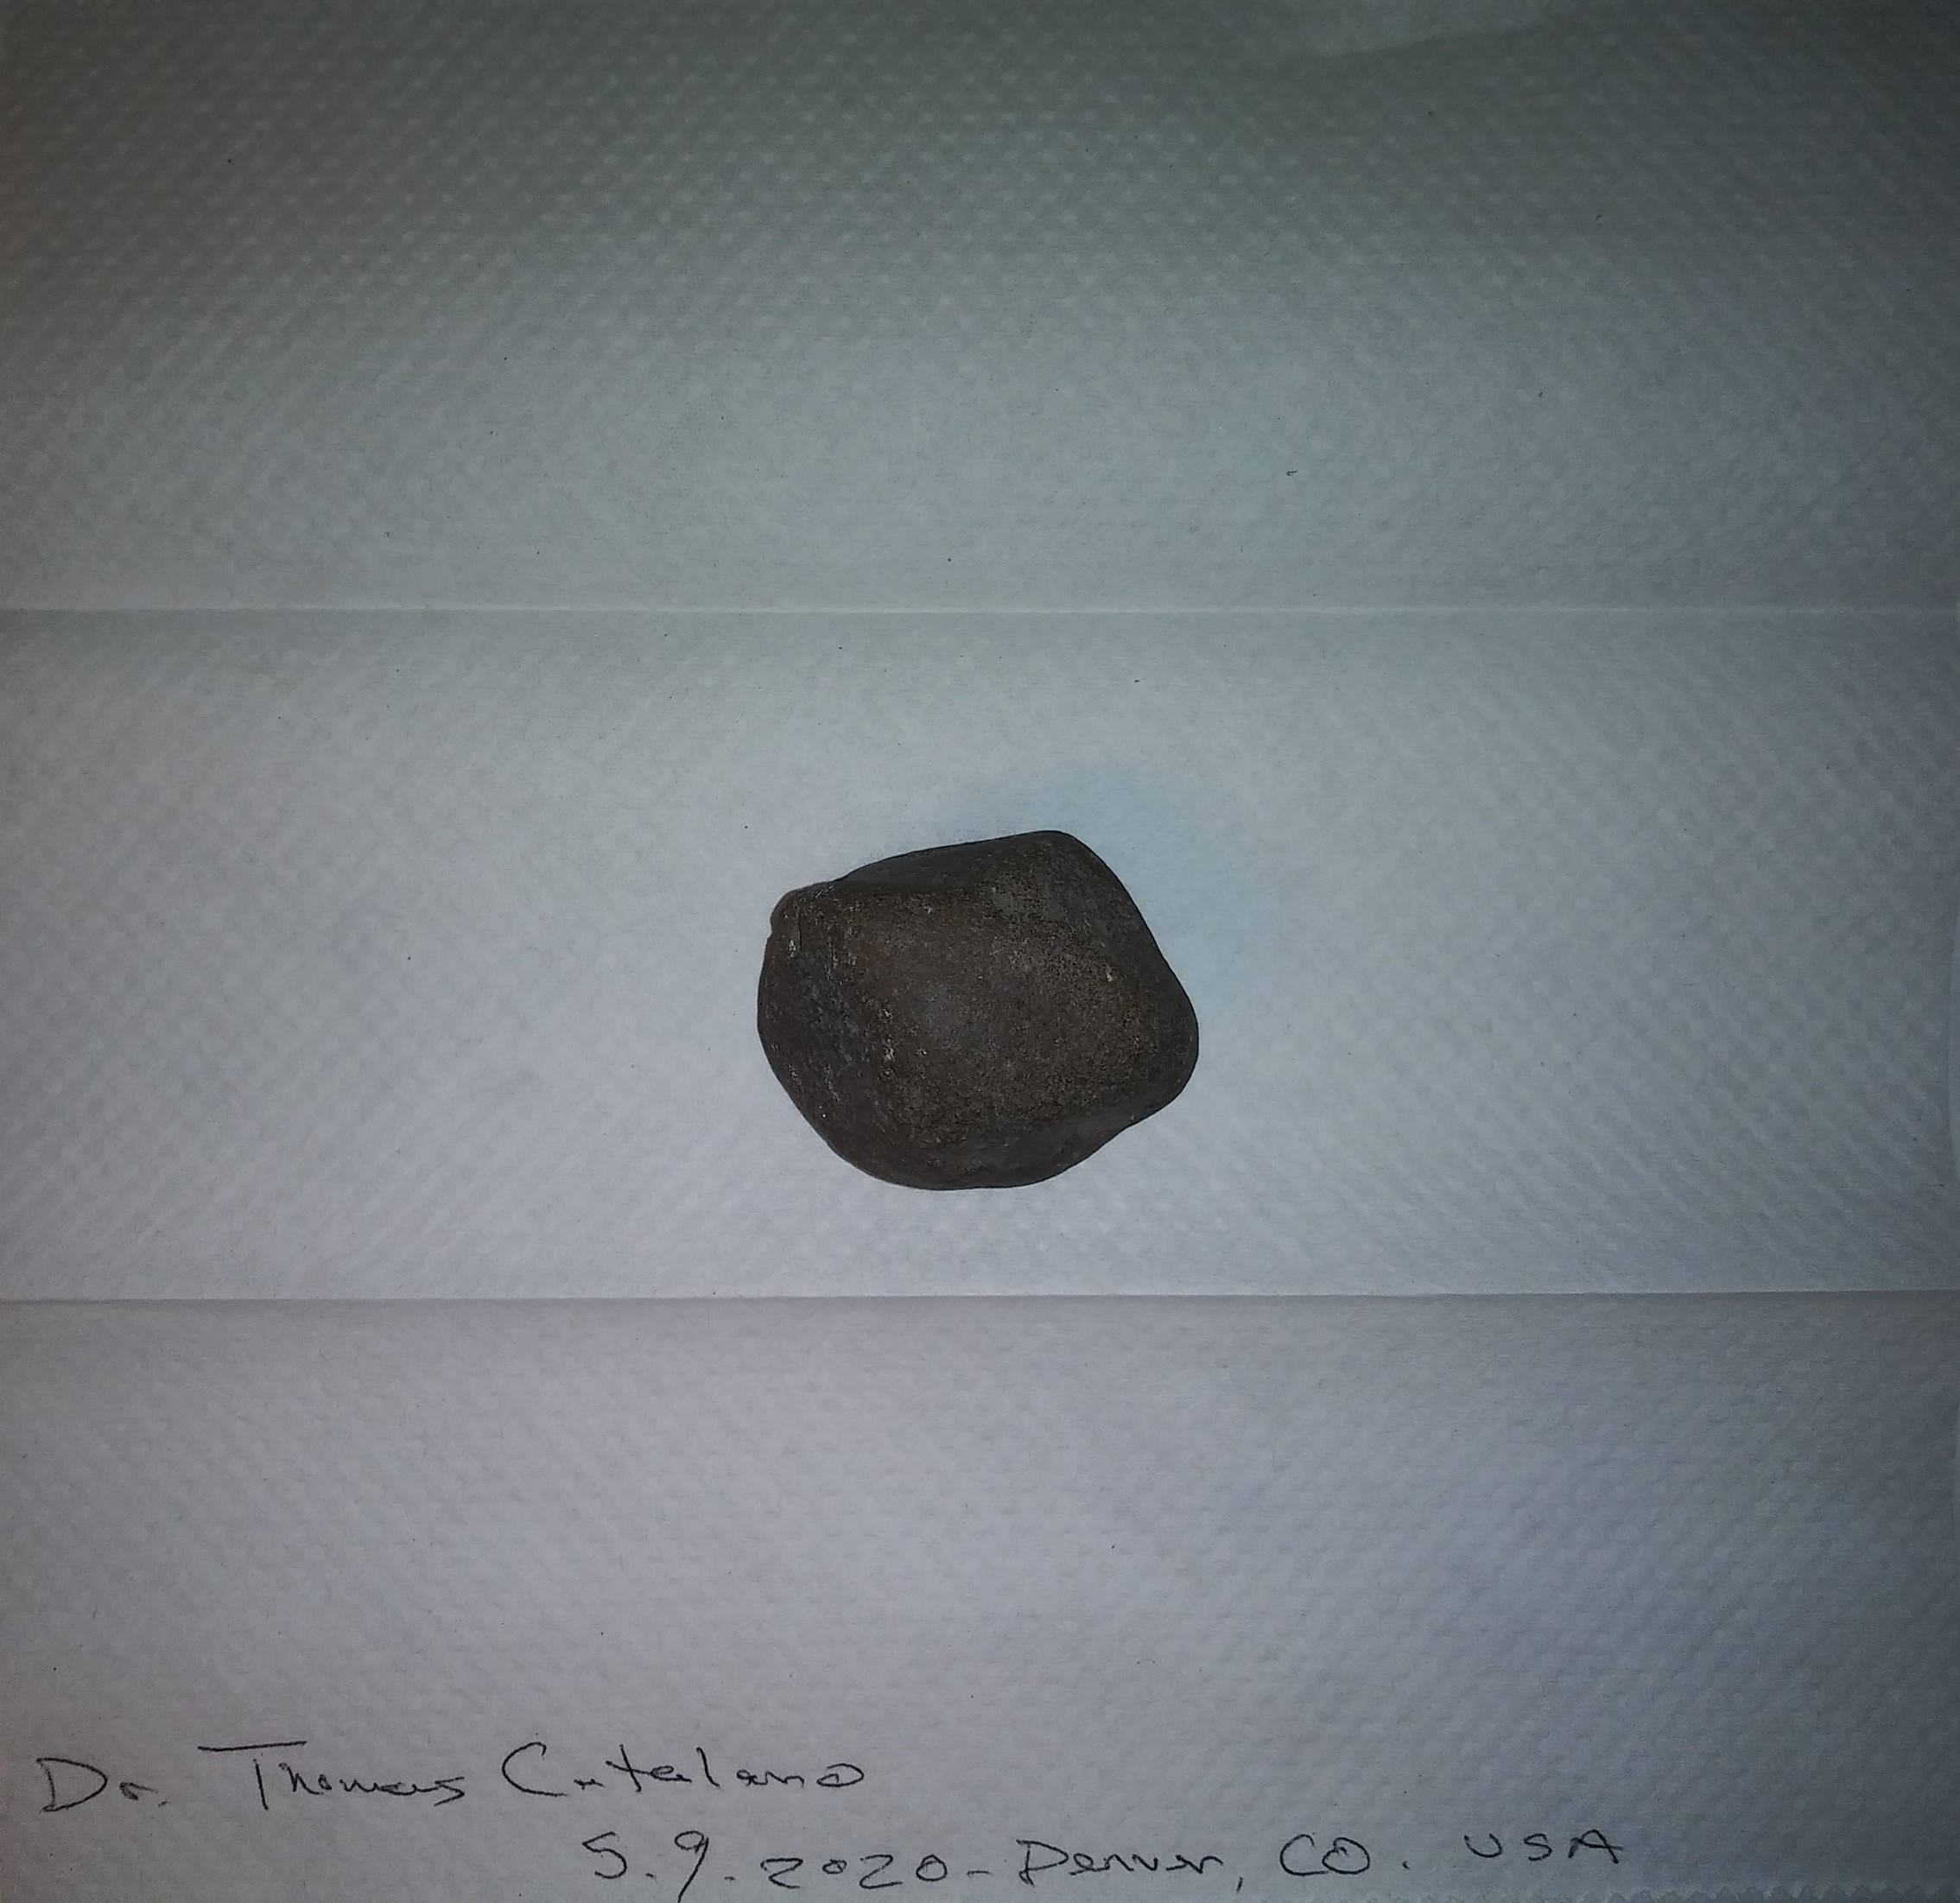 Dr. Thomas Catalano
5.9.2020 - Denver, CO. USA